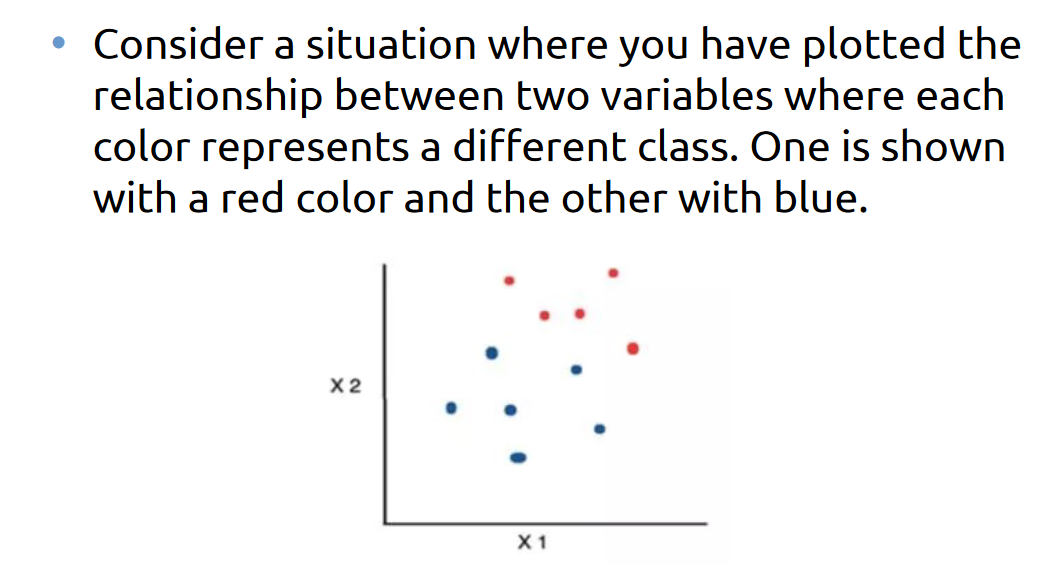 • Consider a situation where you have plotted the
relationship between two variables where each
color represents a different class. One is shown
with a red color and the other with blue.
X 2
X 1